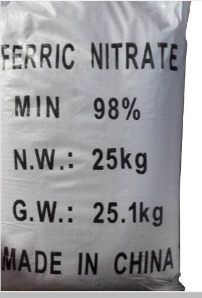 FERRIC NITRATE
MIN 98%
N.W.: 25kg
G.W.: 25.1kg
MADE IN CHINA